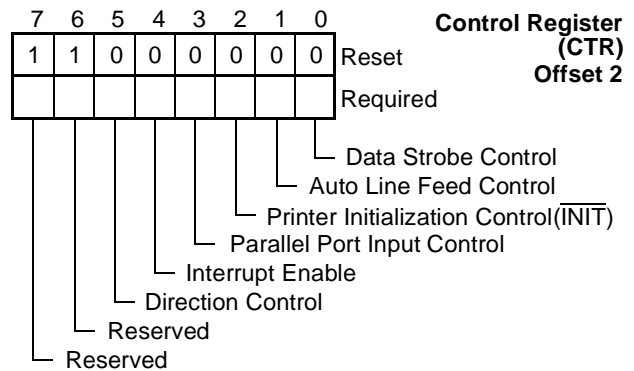 7 6 5 4 3 2 1 0
Control Register
(CTR)
Offset 2
1 1 0 0 0 0 0 0 Reset
Required
Data Strobe Control
Auto Line Feed Control
Printer Initialization Control(I̅N̅I̅T̅)
Parallel Port Input Control
Interrupt Enable
Direction Control
Reserved
Reserved